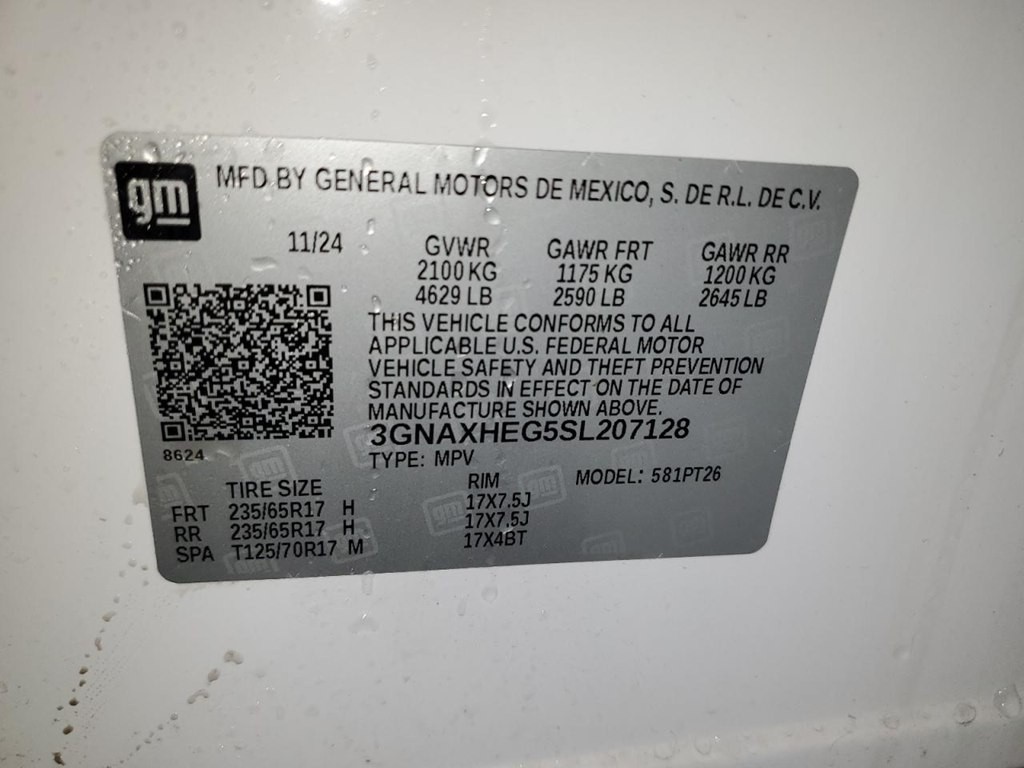 gm
MFD BY GENERAL MOTORS DE MEXICO, S. DE R.L. DE C.V.
11/24 GVWR GAWR FRT GAWR RR
2100 KG 1175 KG 1200 KG
4629 LB 2590 LB 2645 LB
THIS VEHICLE CONFORMS TO ALL
APPLICABLE U.S. FEDERAL MOTOR
VEHICLE SAFETY AND THEFT PREVENTION
STANDARDS IN EFFECT ON THE DATE OF
MANUFACTURE SHOWN ABOVE.
3GNAXHEG5SL207128
8624
TYPE: MPV MODEL: 581PT26
TIRE SIZE RIM
FRT 235/65R17 H 17X7.5J
RR 235/65R17 H 17X7.5J
SPA T125/70R17 M 17X4BT